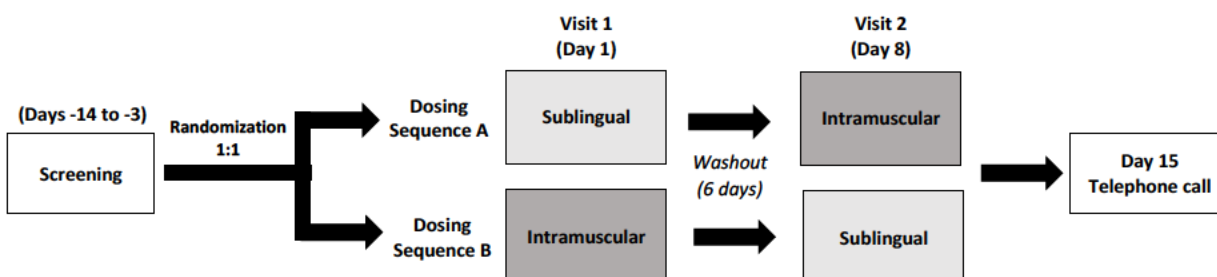 (Days -14 to -3)
Screening
Randomization
1:1
Dosing
Sequence A
Dosing
Sequence B
Visit 1
(Day 1)
Sublingual
Intramuscular
Washout
(6 days)
Visit 2
(Day 8)
Intramuscular
Sublingual
Day 15
Telephone call